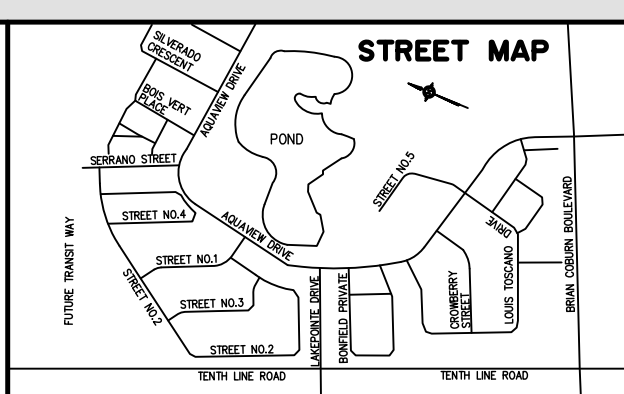 STREET MAP
SILVERADO
CRESCENT
BOIS VERT
PLACE
AQUAVIEW DRIVE
POND
SERRANO STREET
STREET NO.5
STREET NO.4
AQUAVIEW DRIVE
DRIVE
FUTURE TRANSIT WAY
STREET NO.2
STREET NO.1
STREET NO.3
LAKEPOINTE DRIVE
BONFIELD PRIVATE
CROWBERRY
STREET
LOUIS TOSCANO
BRIAN COBURN BOULEVARD
STREET NO.2
TENTH LINE ROAD
TENTH LINE ROAD